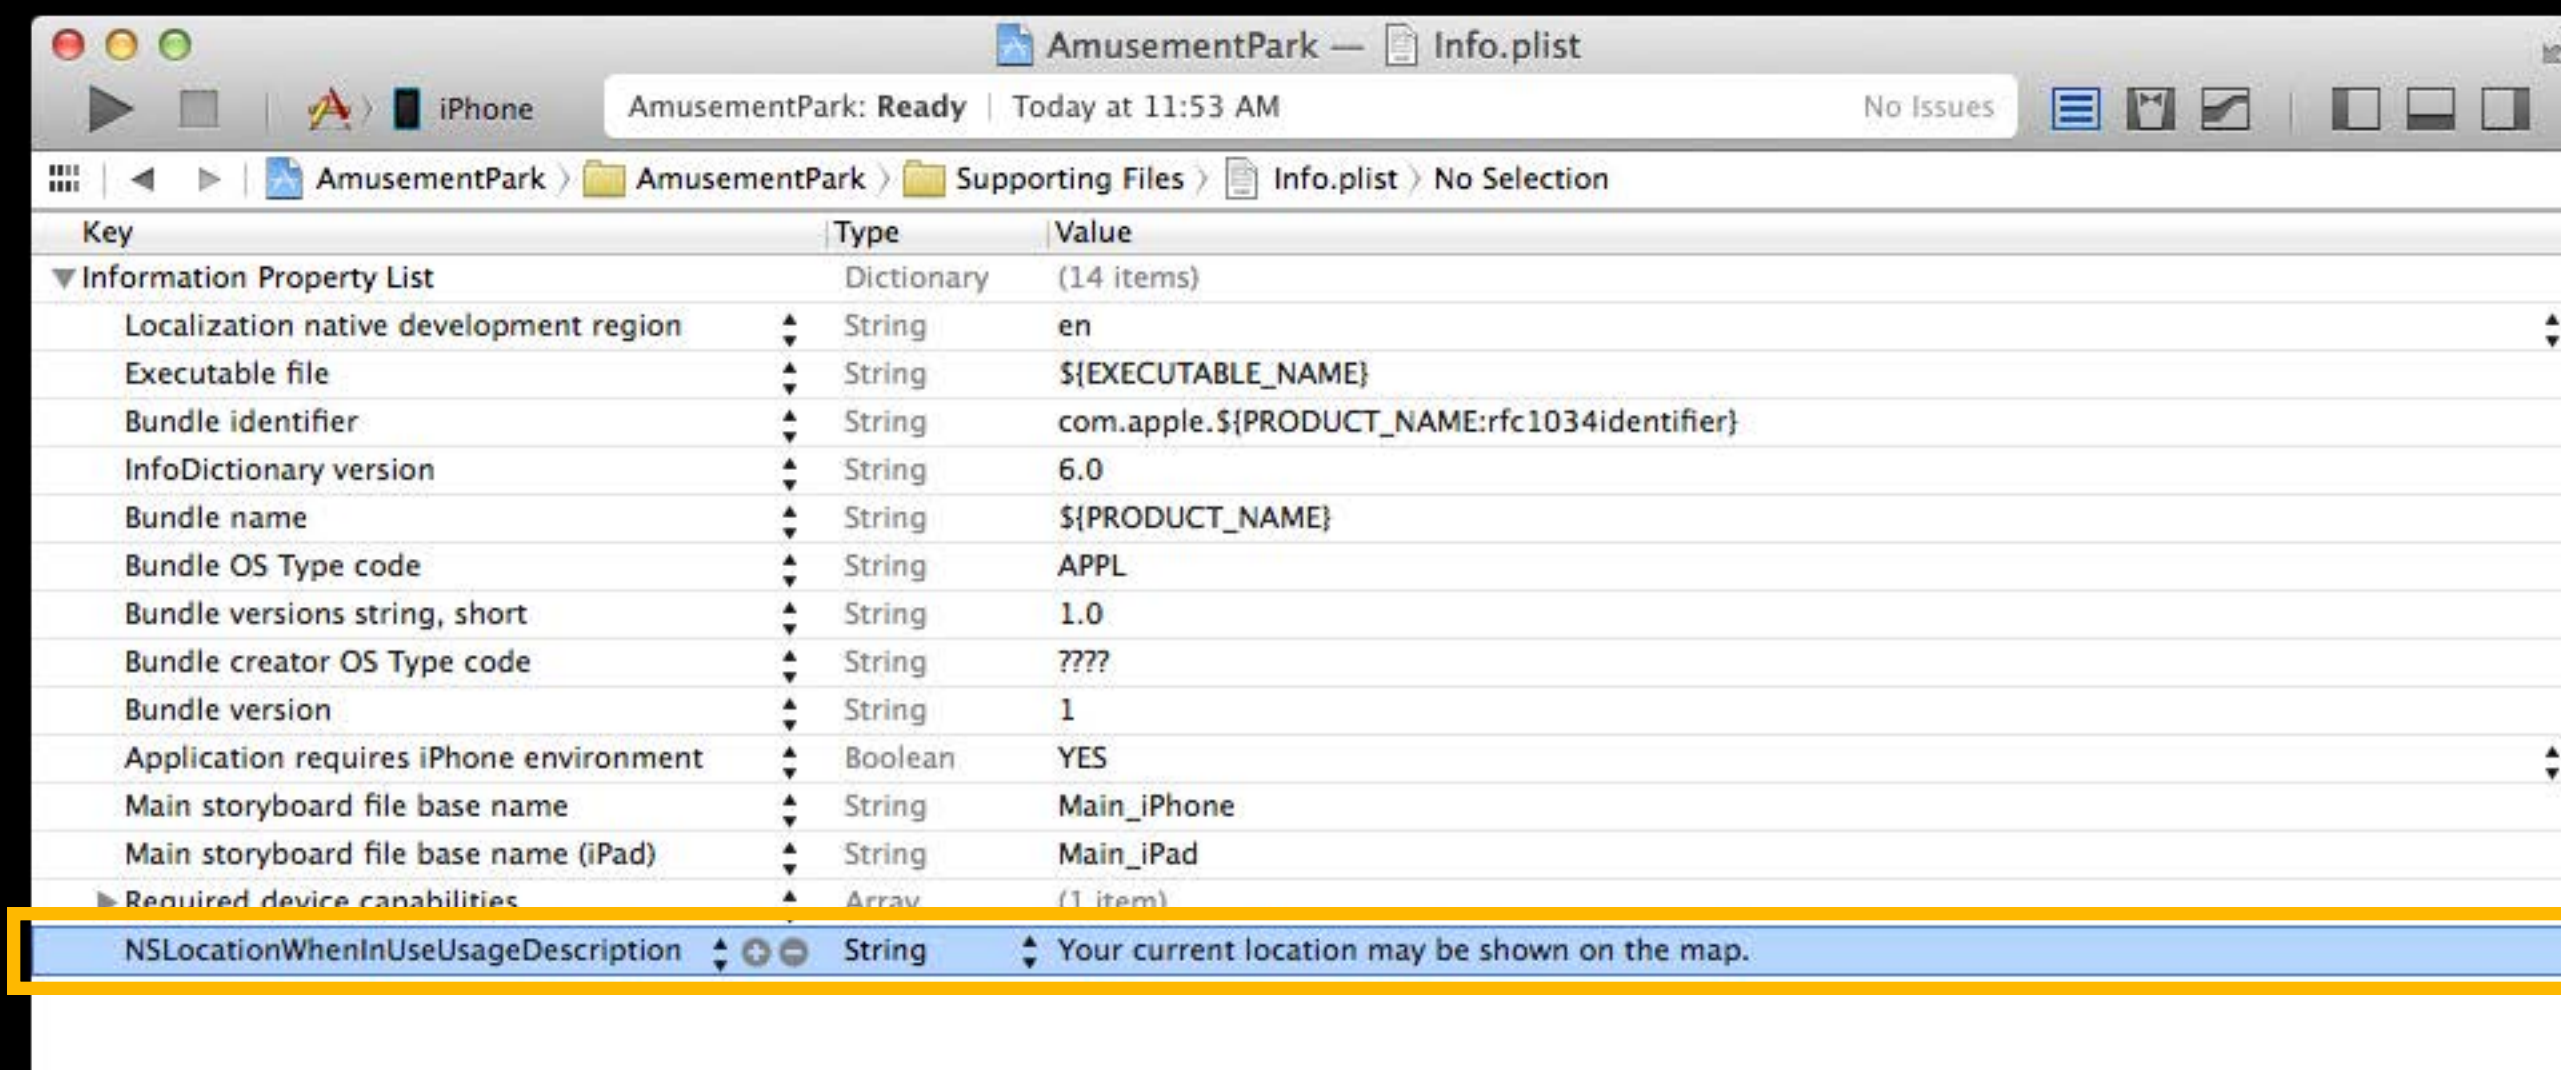 AmusementPark — Info.plist
iPhone AmusementPark: Ready | Today at 11:53 AM No Issues
AmusementPark 〉 AmusementPark 〉 Supporting Files 〉 Info.plist 〉 No Selection
Key Type Value
Information Property List Dictionary (14 items)
Localization native development region String en
Executable file String ${EXECUTABLE_NAME}
Bundle identifier String com.apple.${PRODUCT_NAME:rfc1034identifier}
InfoDictionary version String 6.0
Bundle name String ${PRODUCT_NAME}
Bundle OS Type code String APPL
Bundle versions string, short String 1.0
Bundle creator OS Type code String ????
Bundle version String 1
Application requires iPhone environment Boolean YES
Main storyboard file base name String Main_iPhone
Main storyboard file base name (iPad) String Main_iPad
Required device capabilities Array (1 item)
NSLocationWhenInUseUsageDescription String Your current location may be shown on the map.